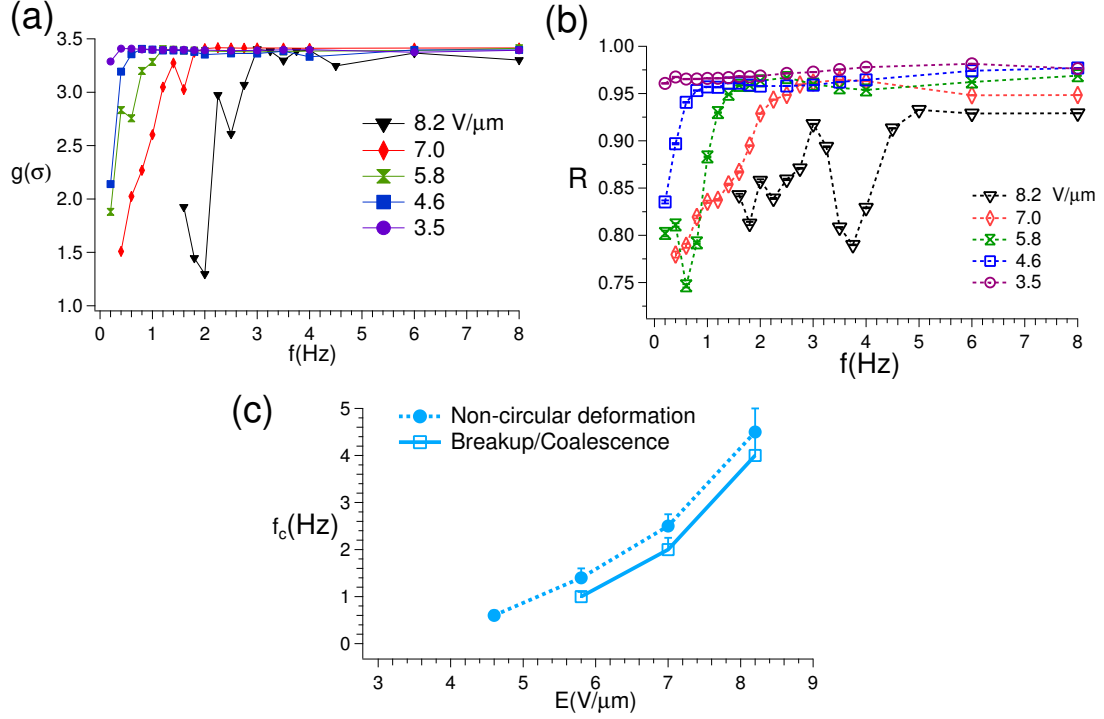 (a)
3.5
3.0
2.5
2.0
1.5
1.0
g(σ)
8.2 V/μm
7.0
5.8
4.6
3.5
0 1 2 3 4 5 6 7 8
f(Hz)
(b)
1.00
0.95
0.90
0.85
0.80
0.75
R
8.2 V/μm
7.0
5.8
4.6
3.5
0 1 2 3 4 5 6 7 8
f(Hz)
(c)
Non-circular deformation
Breakup/Coalescence
5
4
3
2
1
0
fc(Hz)
3 4 5 6 7 8 9
E(V/μm)